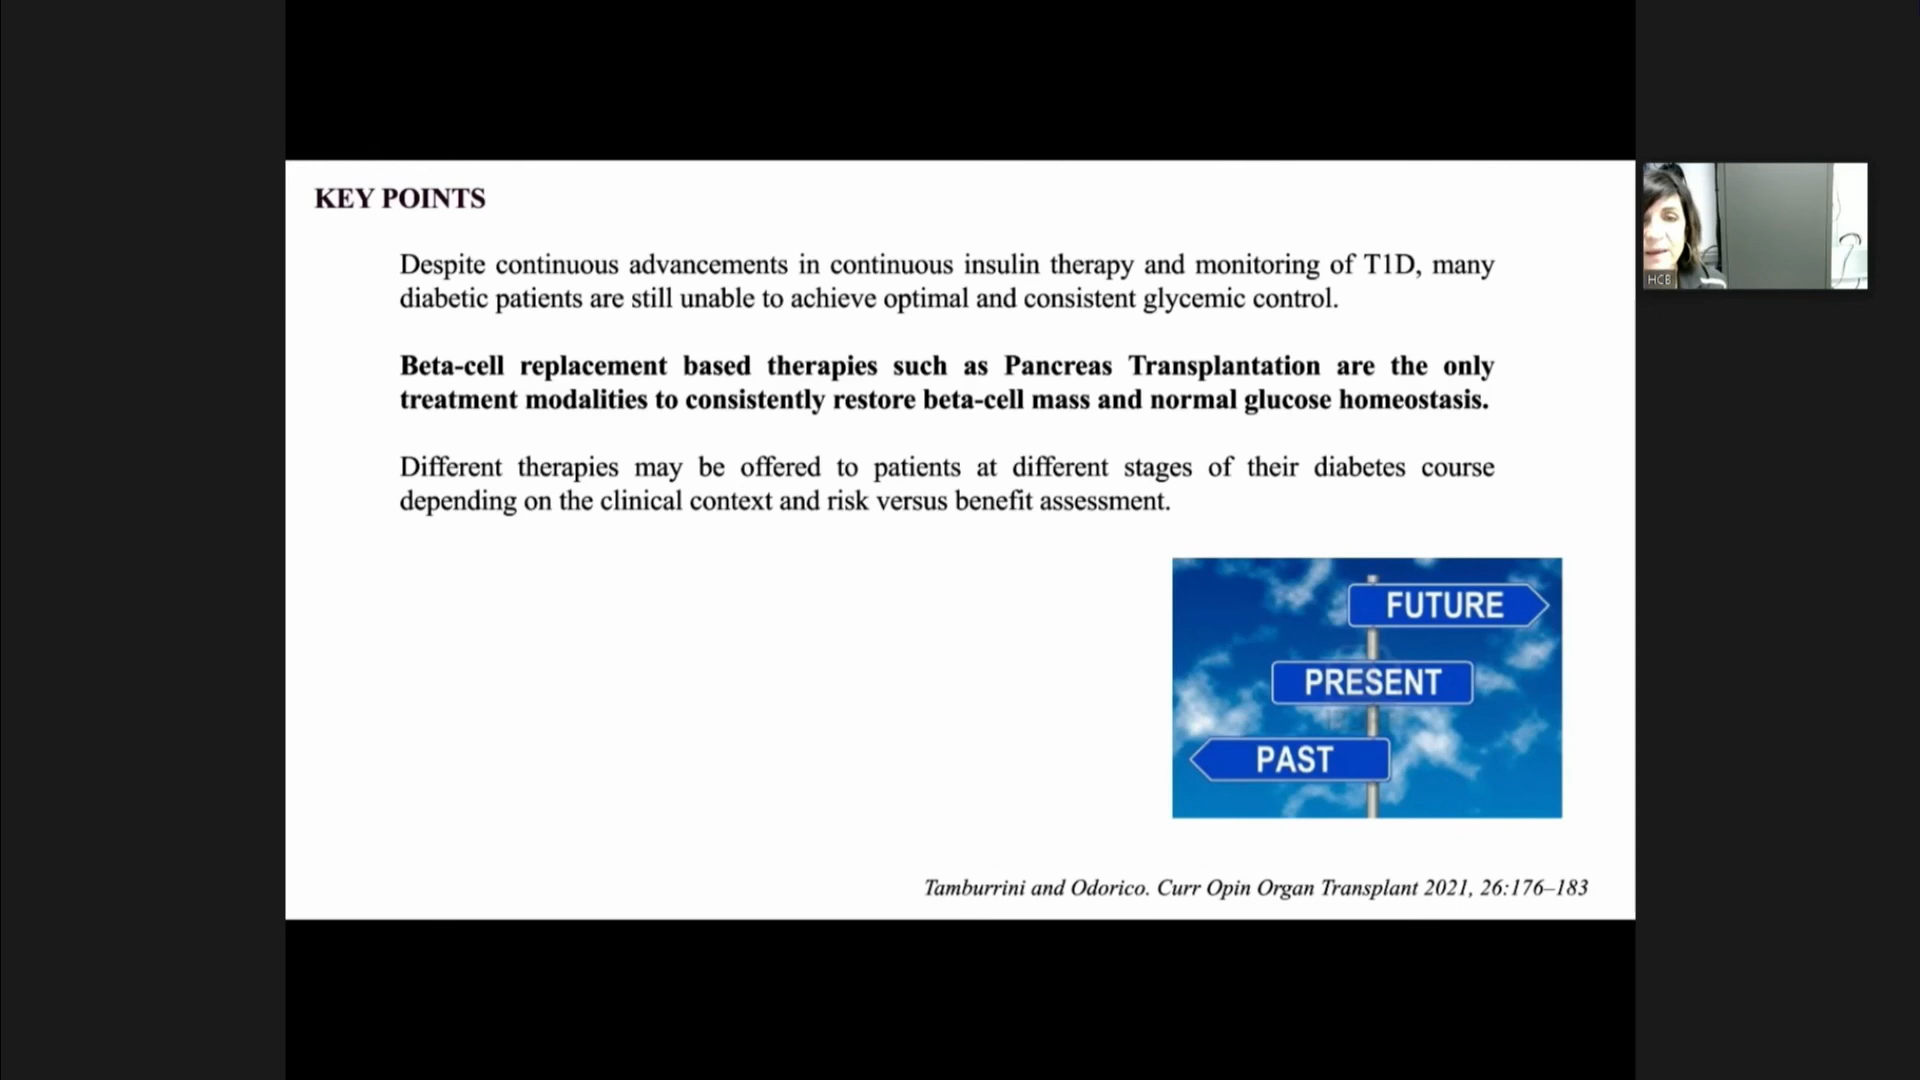 KEY POINTS
Despite continuous advancements in continuous insulin therapy and monitoring of T1D, many
diabetic patients are still unable to achieve optimal and consistent glycemic control.
Beta-cell replacement based therapies such as Pancreas Transplantation are the only
treatment modalities to consistently restore beta-cell mass and normal glucose homeostasis.
Different therapies may be offered to patients at different stages of their diabetes course
depending on the clinical context and risk versus benefit assessment.
FUTURE
PRESENT
PAST
Tamburrini and Odorico. Curr Opin Organ Transplant 2021, 26:176–183
HCB